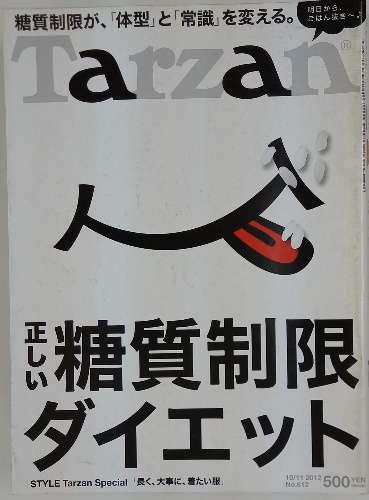 糖質制限が、「体型」と「常識」を変える。
明日から、
ごはん抜き〜♪
Tarzan®
正しい
糖質制限
ダイエット
STYLE Tarzan Special 「長く、大事に、着たい服」
10/11 2012
No.612
500YEN